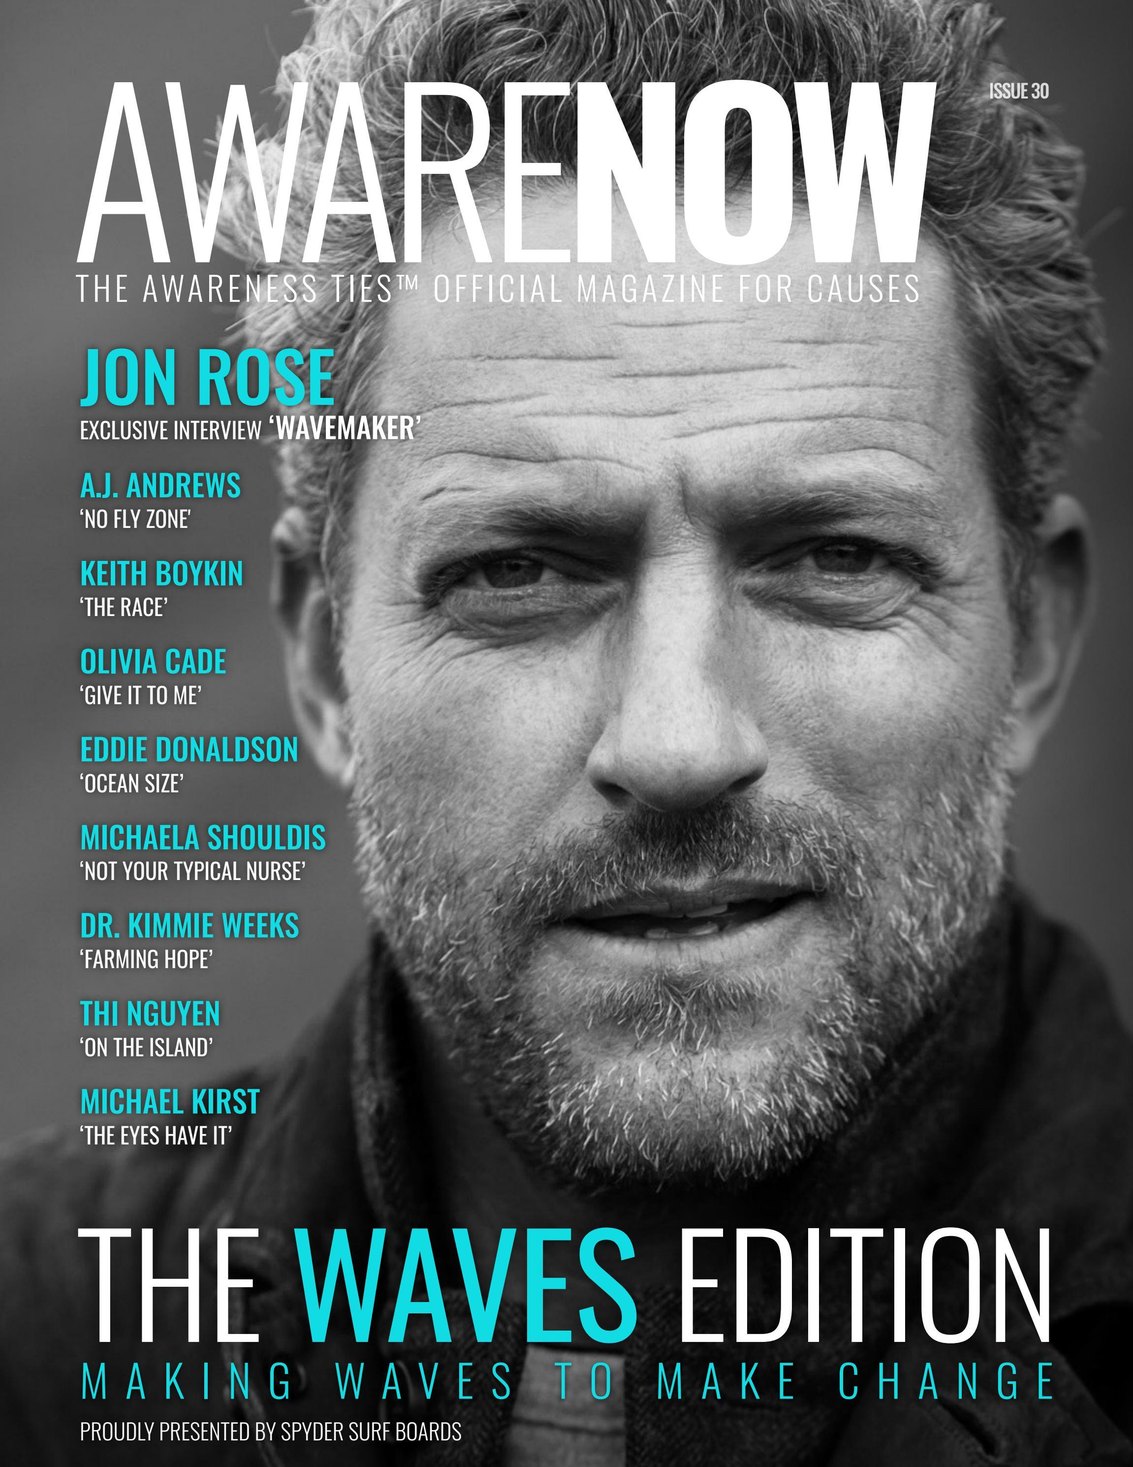 AWARENOW
ISSUE 30
THE AWARENESS TIES™ OFFICIAL MAGAZINE FOR CAUSES
JON ROSE
EXCLUSIVE INTERVIEW ‘WAVEMAKER’
A.J. ANDREWS
‘NO FLY ZONE'
KEITH BOYKIN
‘THE RACE’
OLIVIA CADE
‘GIVE IT TO ME’
EDDIE DONALDSON
‘OCEAN SIZE’
MICHAELA SHOULDIS
‘NOT YOUR TYPICAL NURSE’
DR. KIMMIE WEEKS
‘FARMING HOPE’
THI NGUYEN
‘ON THE ISLAND’
MICHAEL KIRST
‘THE EYES HAVE IT’
THE WAVES EDITION
MAKING WAVES TO MAKE CHANGE
PROUDLY PRESENTED BY SPYDER SURF BOARDS